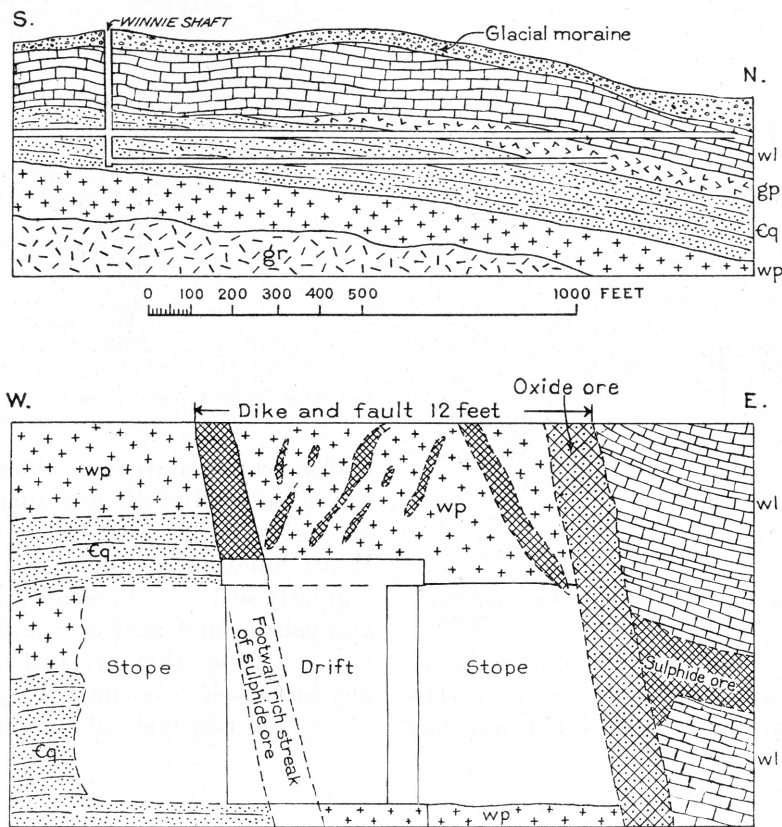 S.
WINNIE SHAFT
Glacial moraine
N.
wl
gp
Єq
wp
gr
0 100 200 300 400 500 1000 FEET
W.
Dike and fault 12 feet
Oxide ore
E.
wp
wp
wl
Єq
Stope
Footwall rich streak
of sulphide ore
Drift
Stope
Sulphide ore
Єq
wl
wp